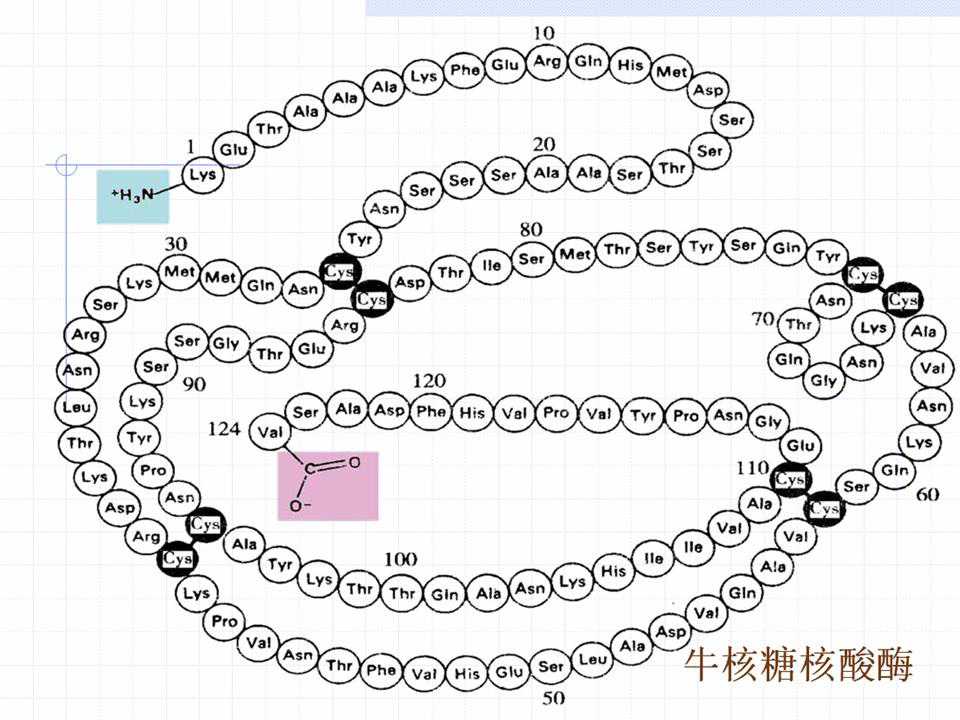 +H3N
1
Lys Glu Thr Ala Ala Ala Lys Phe Glu Arg Gln His Met Asp Ser
10
Ser Thr Ser Ala Ala Ser Ser Ser Asn Tyr
20
Cys Asn Gln Met Met Lys Ser Arg Asn Leu Thr Lys Asp Arg Cys
30
Lys Pro Val Asn Thr Phe Val His Glu Ser Leu Ala Asp Val Gln Ala Val
50
Cys Ser Gln Lys Asn Val Ala Cys
60
Lys Asn Gly Gln Thr Asn Cys
70
Tyr Gln Ser Tyr Ser Thr Met Ser Ile Thr Asp Cys
80
Arg Glu Thr Gly Ser Ser Lys Tyr Pro Asn Cys
90
Ala Tyr Lys Thr Thr Gln Ala Asn Lys His Ile Ile Val Ala Cys
100
110
Glu Gly Asn Pro Tyr Val Pro Val His Phe Asp Ala Ser Val
120
124
C
O
O-
牛核糖核酸酶